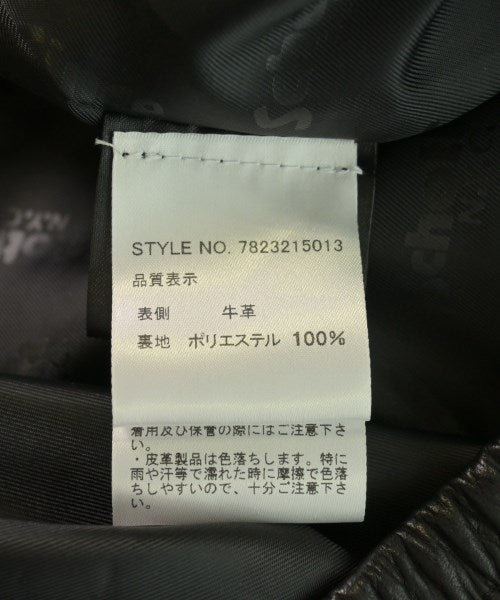 STYLE NO. 7823215013
品質表示
表側 牛革
裏地 ポリエステル 100%
着用及び保管の際にはご注意下さ
い。
・皮革製品は色落ちします。特に
雨や汗等で濡れた時に摩擦で色落
ちしやすいので、十分ご注意下さ
い。